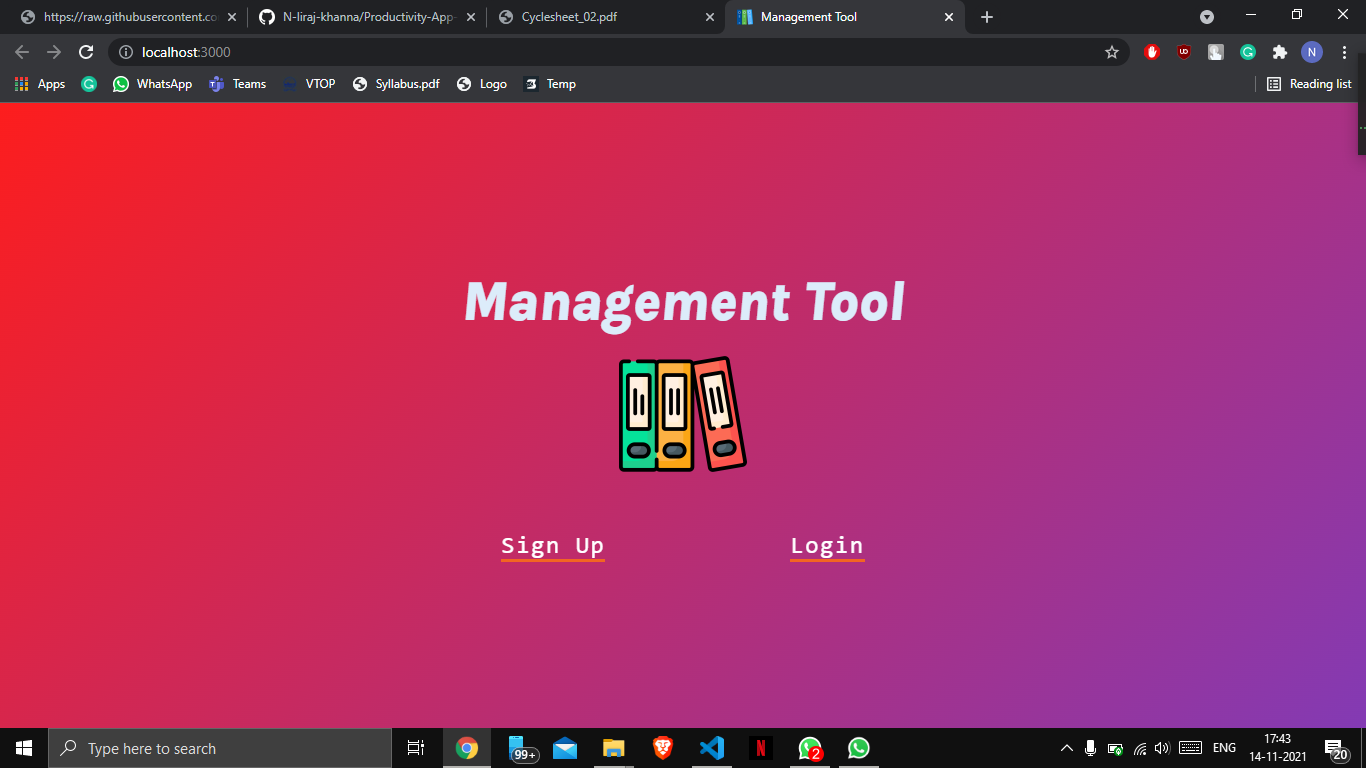 https://raw.githubusercontent.co
N-liraj-khanna/Productivity-App-
Cyclesheet_02.pdf
Management Tool
localhost:3000
UD
N
Apps
WhatsApp
Teams
VTOP
Syllabus.pdf
Logo
Temp
Reading list
Management Tool
Sign Up
Login
Type here to search
99+
2
ENG
17:43
14-11-2021
20